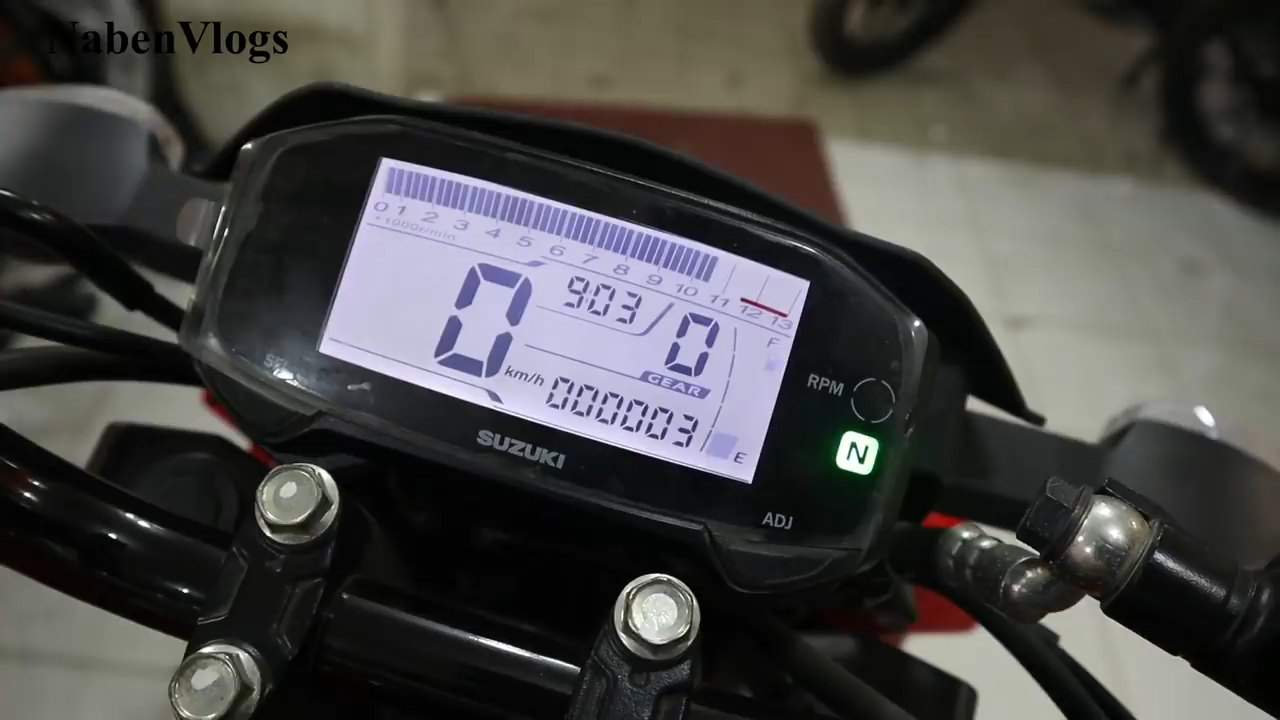 NabenVlogs
0 1 2 3 4 5 6 7 8 9 10 11 12 13
×1000r/min
903/0
0 km/h
GEAR
F
000003
E
RPM
N
SEL
SUZUKI
ADJ